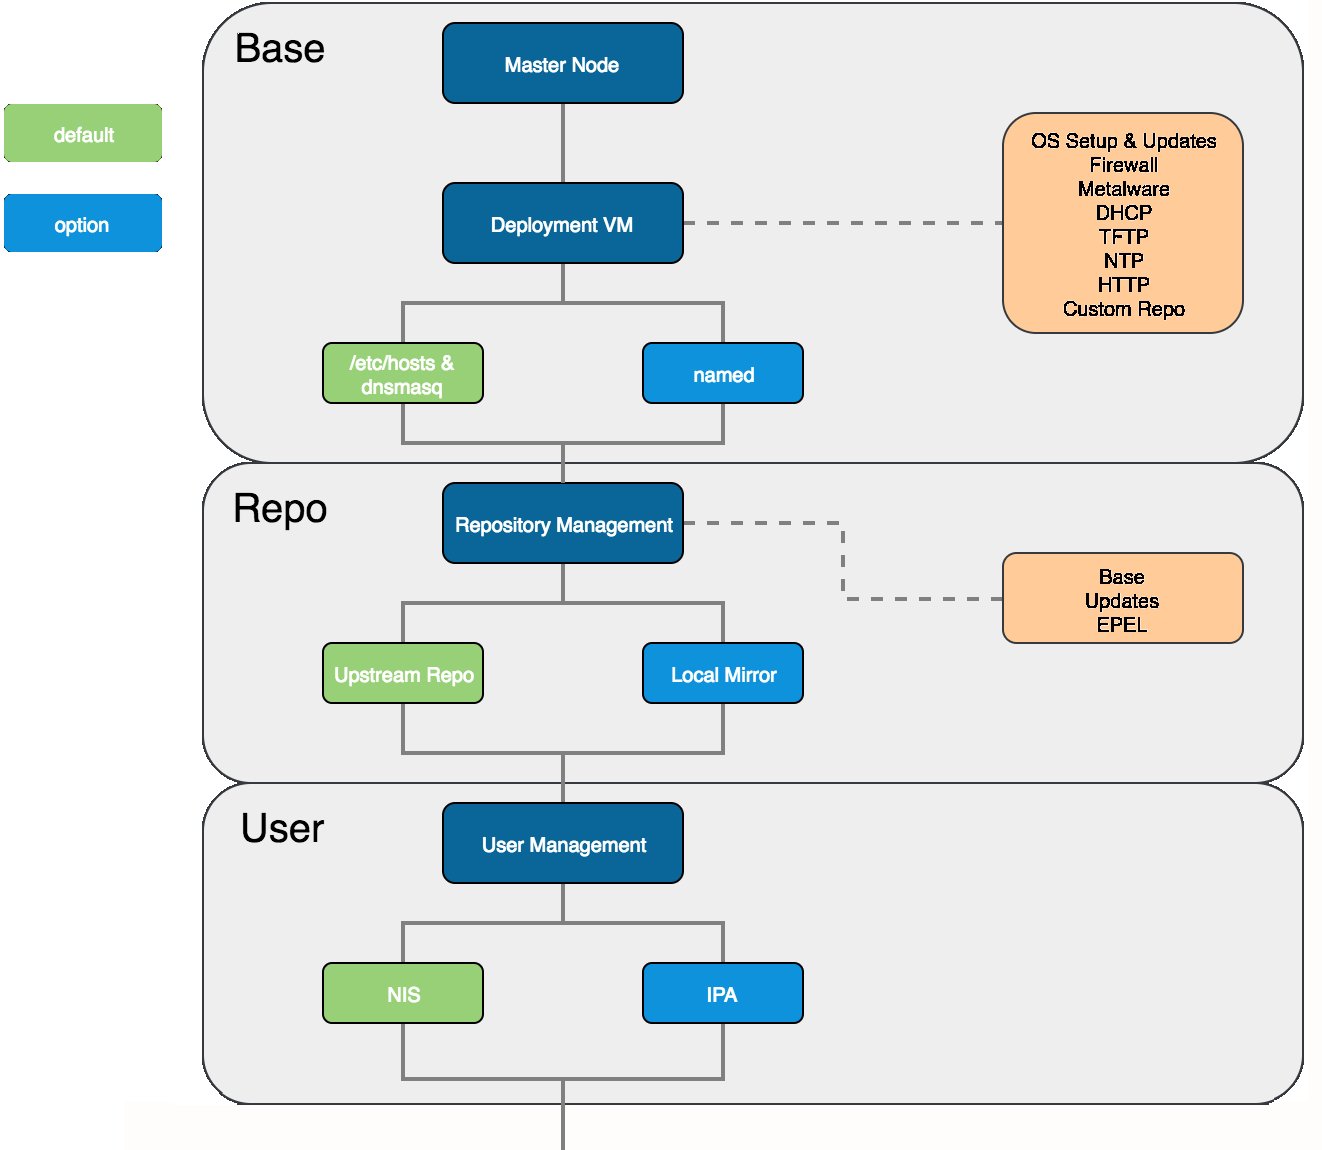 Base
Master Node
default
option
OS Setup & Updates
Firewall
Metalware
DHCP
TFTP
NTP
HTTP
Custom Repo
Deployment VM
/etc/hosts &
dnsmasq
named
Repo
Repository Management
Base
Updates
EPEL
Upstream Repo
Local Mirror
User
User Management
NIS
IPA